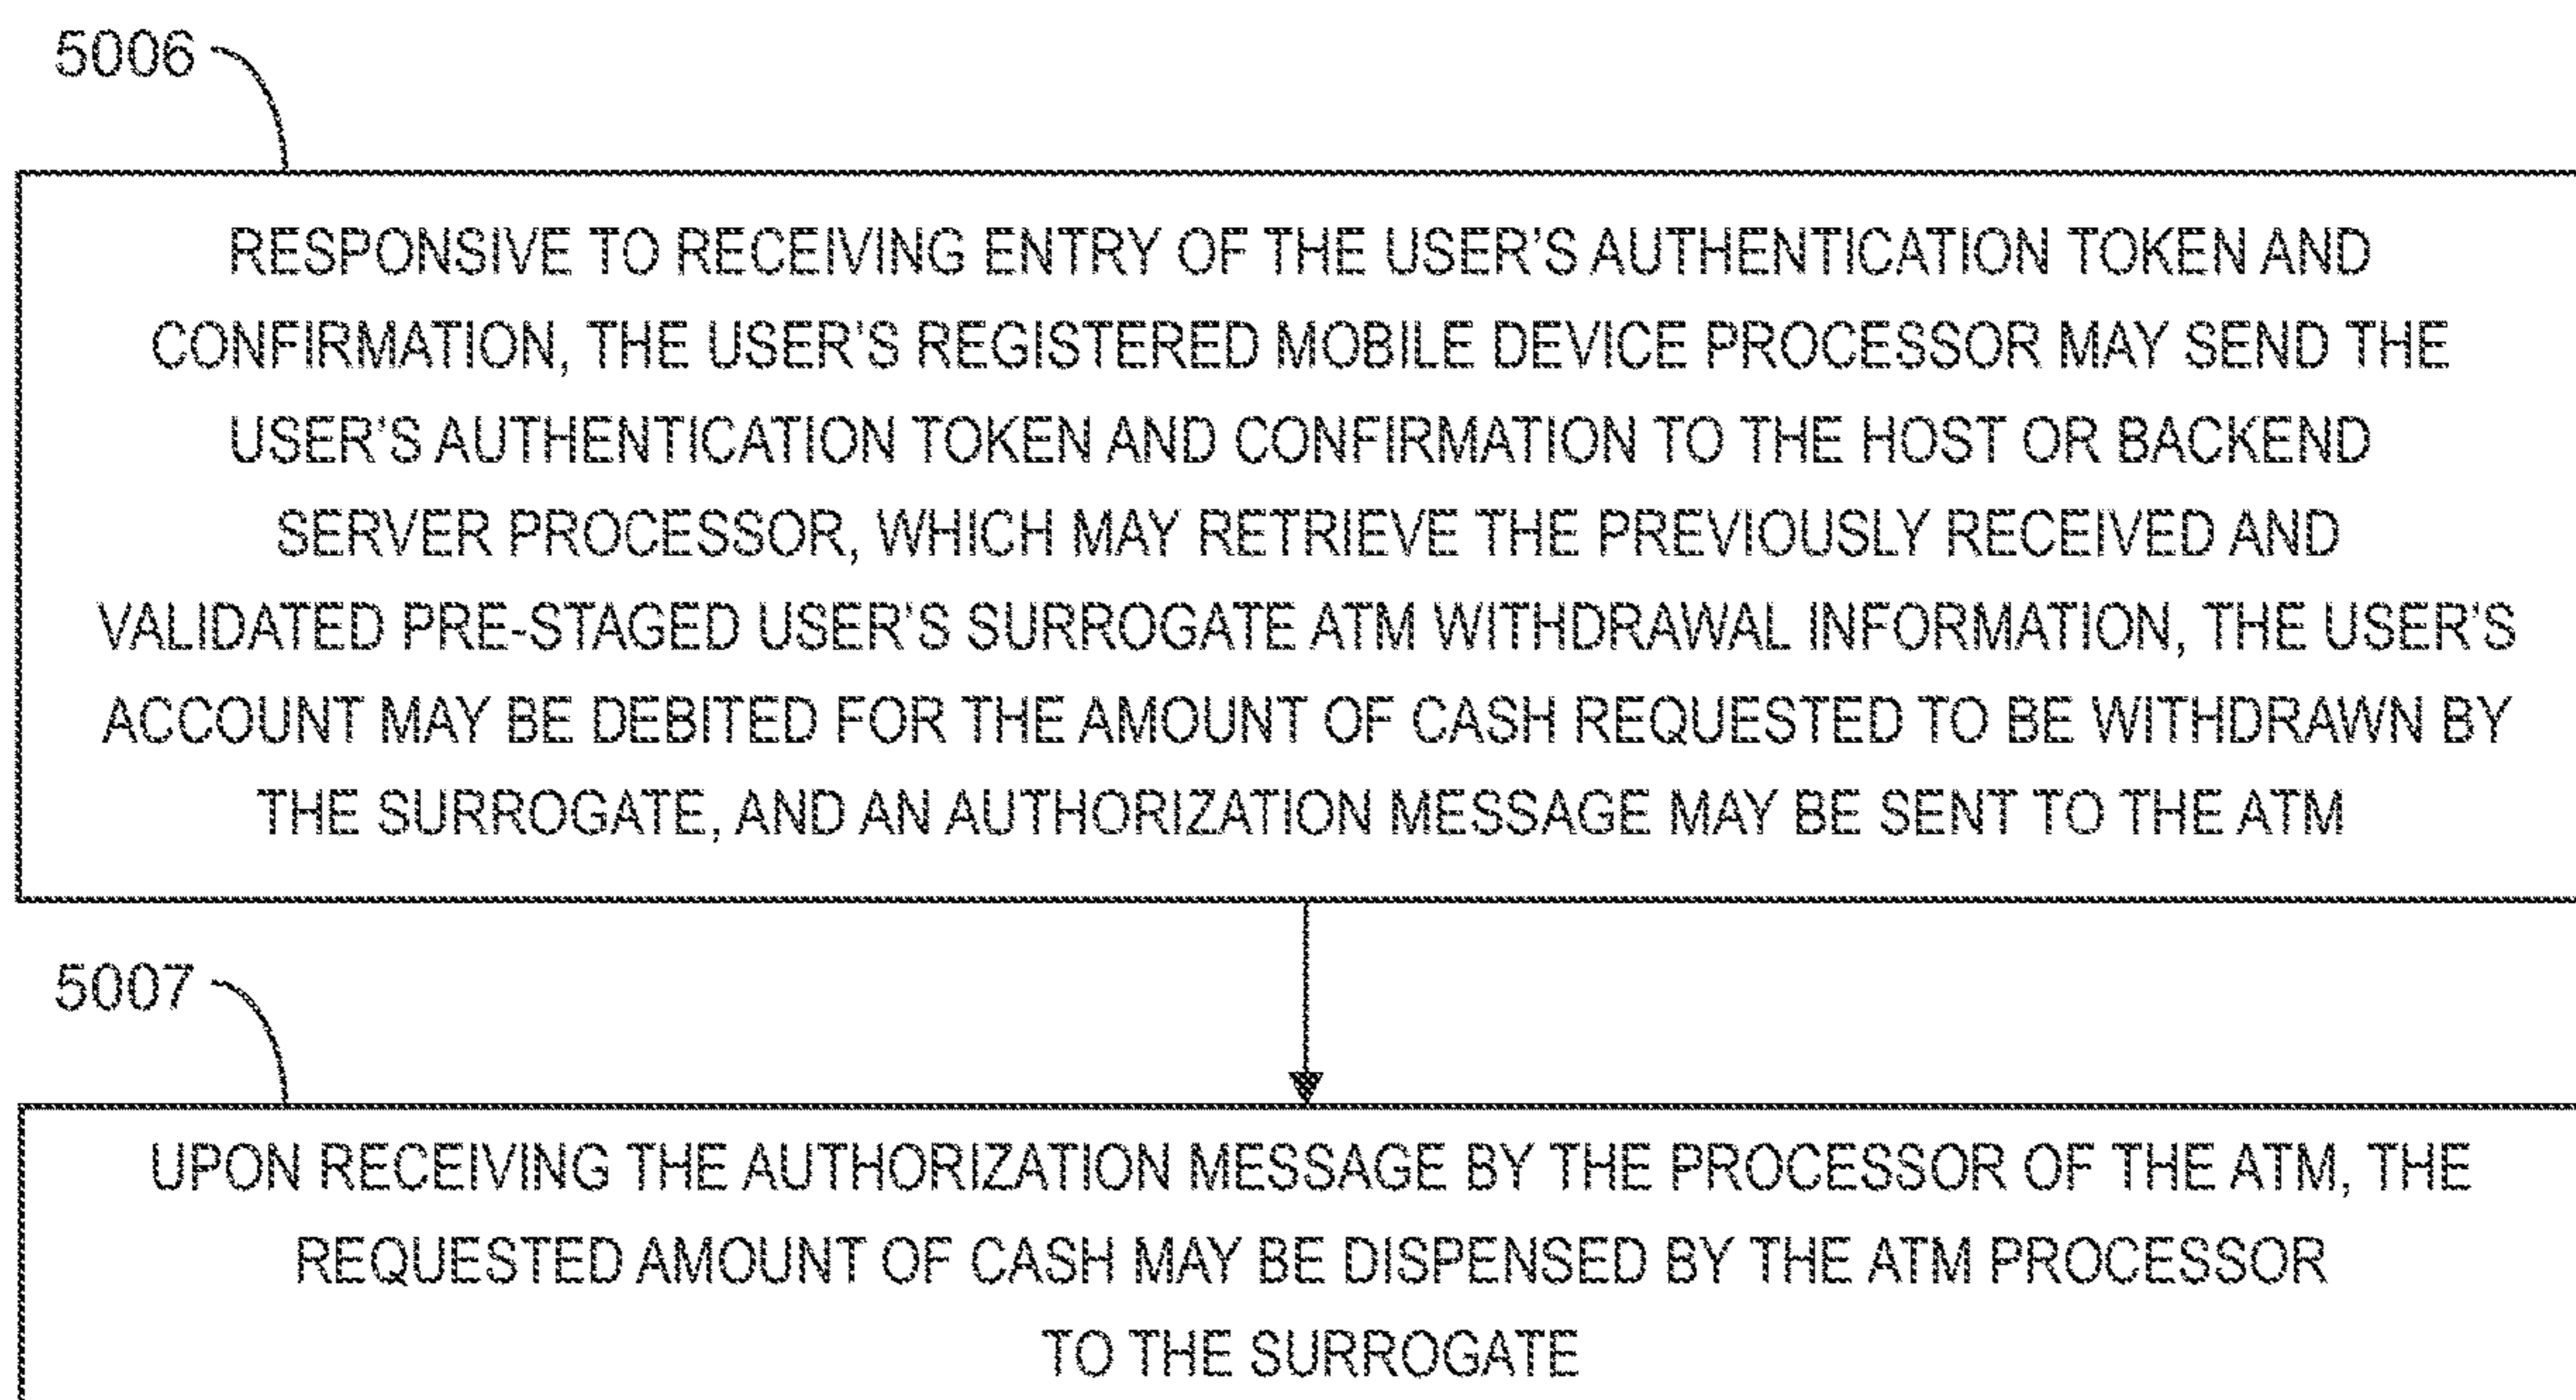 5006
RESPONSIVE TO RECEIVING ENTRY OF THE USER'S AUTHENTICATION TOKEN AND
CONFIRMATION, THE USER'S REGISTERED MOBILE DEVICE PROCESSOR MAY SEND THE
USER'S AUTHENTICATION TOKEN AND CONFIRMATION TO THE HOST OR BACKEND
SERVER PROCESSOR, WHICH MAY RETRIEVE THE PREVIOUSLY RECEIVED AND
VALIDATED PRE-STAGED USER'S SURROGATE ATM WITHDRAWAL INFORMATION, THE USER'S
ACCOUNT MAY BE DEBITED FOR THE AMOUNT OF CASH REQUESTED TO BE WITHDRAWN BY
THE SURROGATE, AND AN AUTHORIZATION MESSAGE MAY BE SENT TO THE ATM
5007
UPON RECEIVING THE AUTHORIZATION MESSAGE BY THE PROCESSOR OF THE ATM, THE
REQUESTED AMOUNT OF CASH MAY BE DISPENSED BY THE ATM PROCESSOR
TO THE SURROGATE